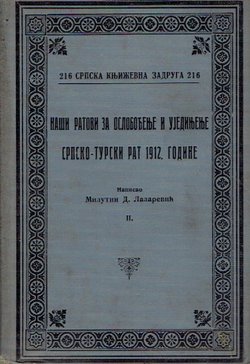 216 СРПСКА КЊИЖЕВНА ЗАДРУГА 216
НАШИ РАТОВИ ЗА ОСЛОБОЂЕЊЕ И УЈЕДИЊЕЊЕ
СРПСКО-ТУРСКИ РАТ 1912. ГОДИНЕ
Написао
Милутин Д. Лазаревић
II.